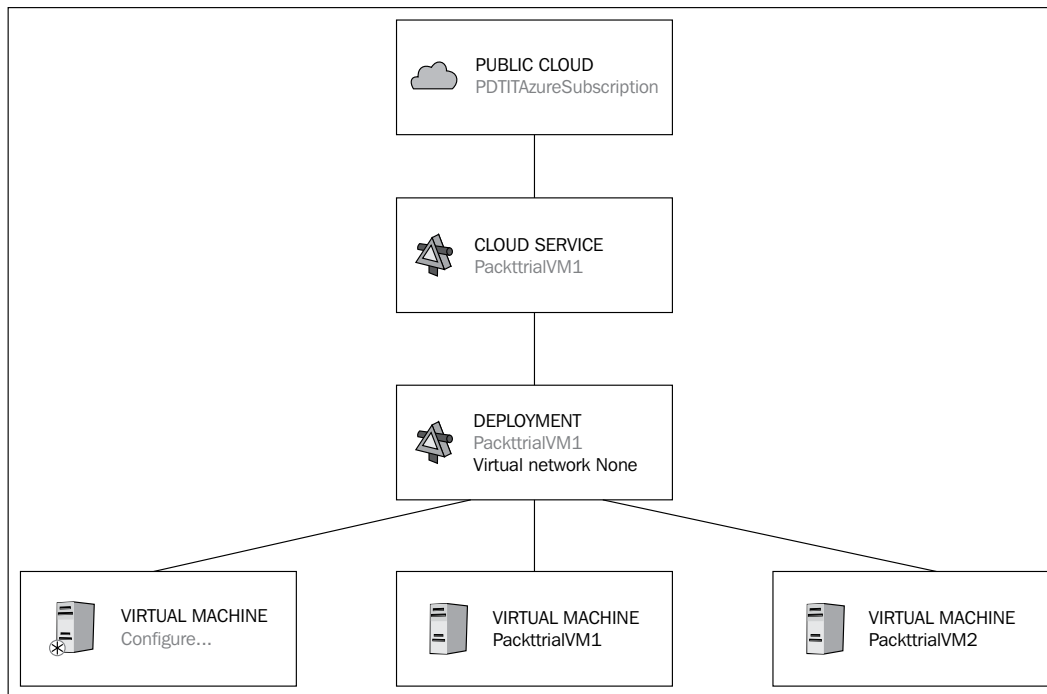 PUBLIC CLOUD
PDTITAzureSubscription
CLOUD SERVICE
PackttrialVM1
DEPLOYMENT
PackttrialVM1
Virtual network None
VIRTUAL MACHINE
Configure...
VIRTUAL MACHINE
PackttrialVM1
VIRTUAL MACHINE
PackttrialVM2